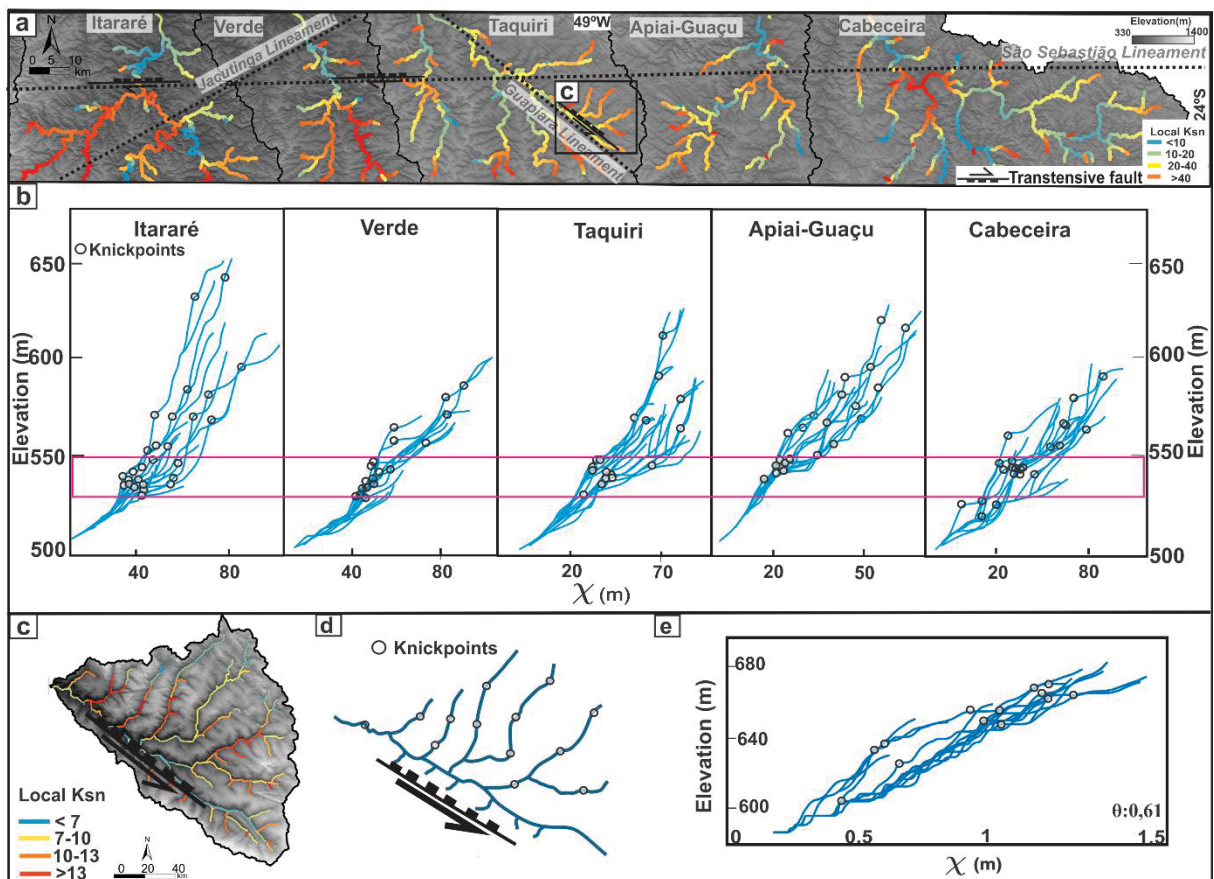 a
N
0 5 10
km
Itararé
Verde
Jacutinga Lineament
Taquiri
49ºW
Guapiara Lineament
c
Apiai-Guaçu
Cabeceira
Elevation(m)
330 1400
São Sebastião Lineament
24ºS
Local Ksn
<10
10-20
20-40
>40
Transtensive fault
b
Itararé
Verde
Taquiri
Apiai-Guaçu
Cabeceira
Knickpoints
Elevation (m)
650
600
550
500
650
600
550
500
Elevation (m)
40 80
40 80
20 70
20 50
20 80
χ (m)
c
Local Ksn
< 7
7-10
10-13
>13
N
0 20 40
km
d
Knickpoints
e
Elevation (m)
680
640
600
0 0.5 1 1.5
θ:0,61
χ (m)